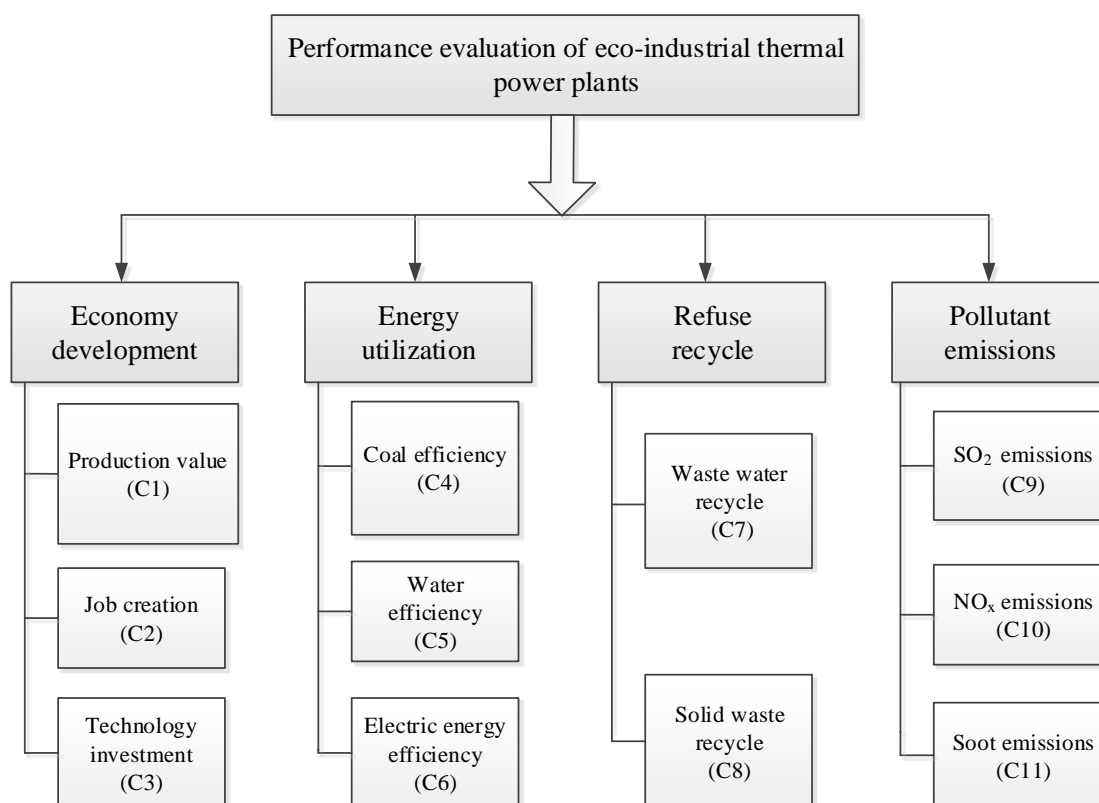 Performance evaluation of eco-industrial thermal
power plants
Economy
development
Energy
utilization
Refuse
recycle
Pollutant
emissions
Production value
(C1)
Job creation
(C2)
Technology
investment
(C3)
Coal efficiency
(C4)
Water
efficiency
(C5)
Electric energy
efficiency
(C6)
Waste water
recycle
(C7)
Solid waste
recycle
(C8)
SO₂ emissions
(C9)
NOₓ emissions
(C10)
Soot emissions
(C11)